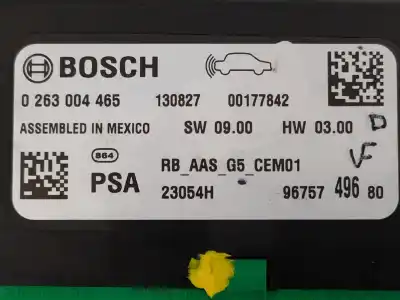 BOSCH
0 263 004 465 130827 00177842
ASSEMBLED IN MEXICO SW 09.00 HW 03.00 D
864 RB_AAS_G5_CEM01 VF
PSA 23054H 96757 496 80